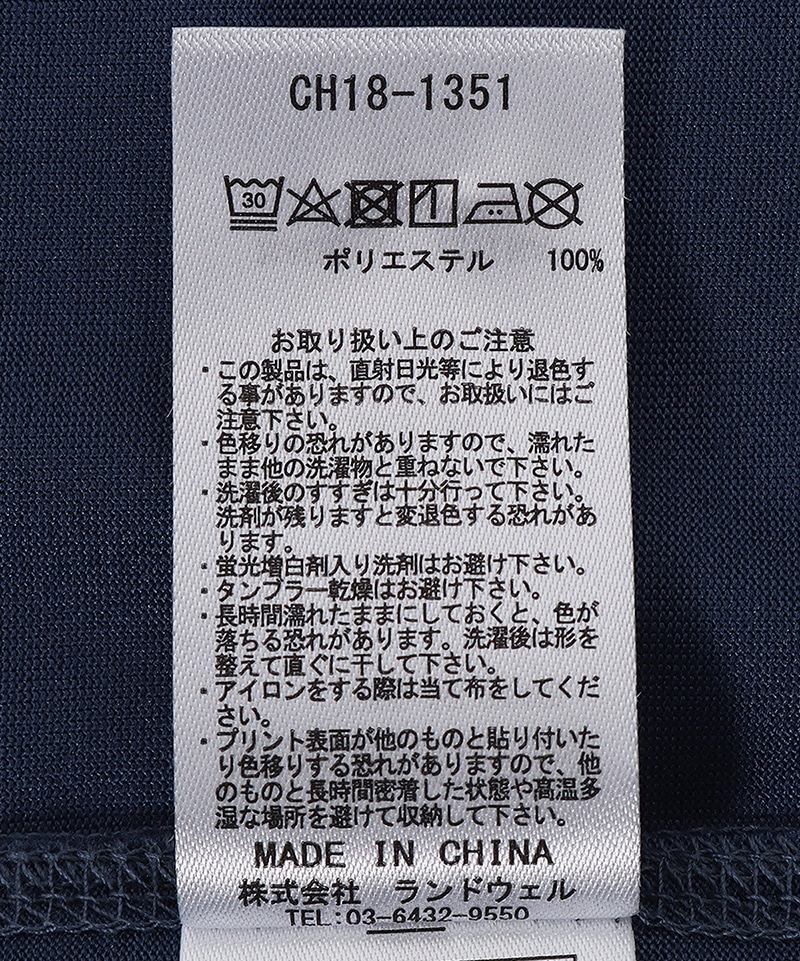 CH18-1351
30
ポリエステル 100%
お取り扱い上のご注意
・この製品は、直射日光等により退色す
る事がありますので、お取扱いにはご
注意下さい。
・色移りの恐れがありますので、濡れた
まま他の洗濯物と重ねないで下さい。
・洗濯後のすすぎは十分行って下さい。
洗剤が残りますと変退色する恐れがあ
ります。
・蛍光増白剤入り洗剤はお避け下さい。
・タンブラー乾燥はお避け下さい。
・長時間濡れたままにしておくと、色が
落ちる恐れがあります。洗濯後は形を
整えて直ぐに干して下さい。
・アイロンをする際は当て布をしてくだ
さい。
・プリント表面が他のものと貼り付いた
り色移りする恐れがありますので、他
のものと長時間密着した状態や高温多
湿な場所を避けて収納して下さい。
MADE IN CHINA
株式会社 ランドウェル
TEL:03-6432-9550